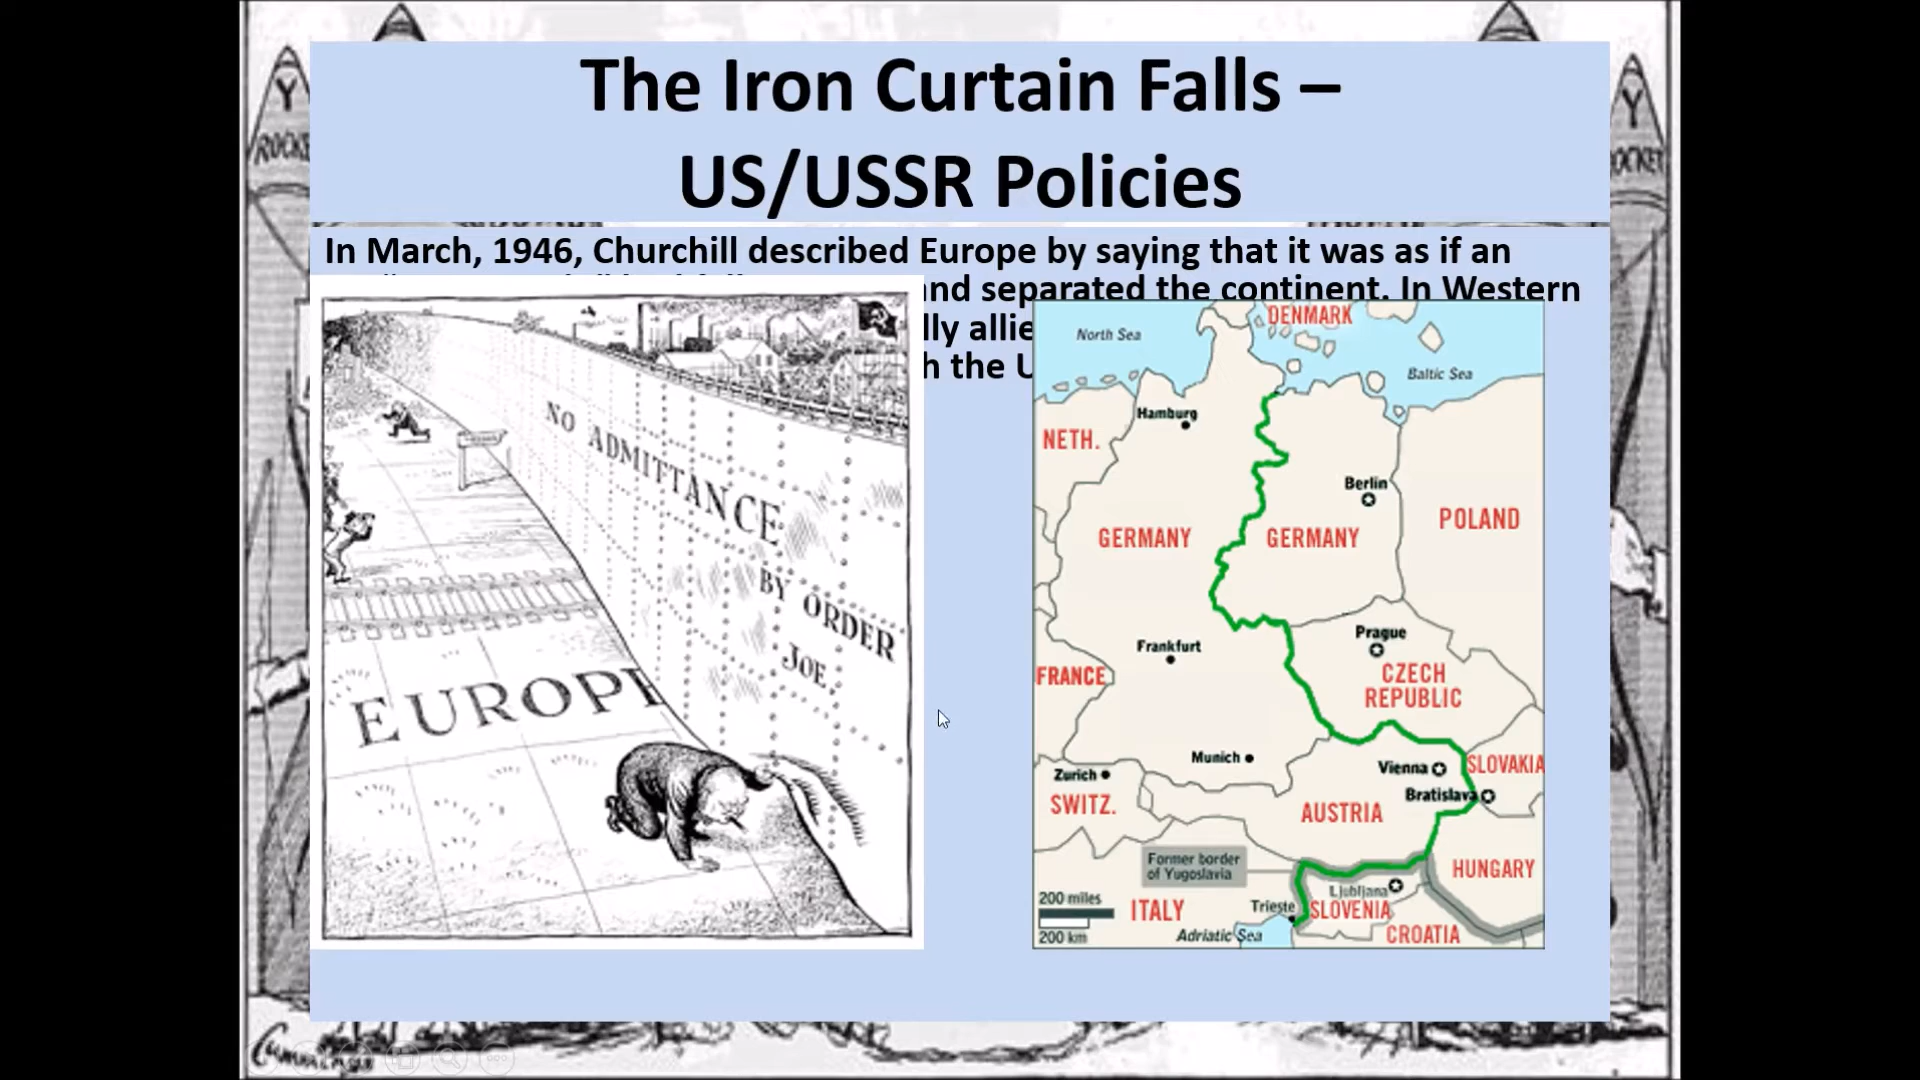 The Iron Curtain Falls –
US/USSR Policies
In March, 1946, Churchill described Europe by saying that it was as if an
and separated the continent. In Western
lly allie
h the U
NO ADMITTANCE
BY ORDER
JOE.
EUROPE
DENMARK
North Sea
Baltic Sea
Hamburg
NETH.
Berlin
POLAND
GERMANY
GERMANY
Prague
Frankfurt
CZECH
REPUBLIC
FRANCE
Munich
Vienna
SLOVAKIA
Zurich
Bratislava
SWITZ.
AUSTRIA
Former border
of Yugoslavia
HUNGARY
Ljubljana
200 miles
ITALY
Trieste
SLOVENIA
200 km
Adriatic Sea
CROATIA
Y
ROCKE
Y
OCKET